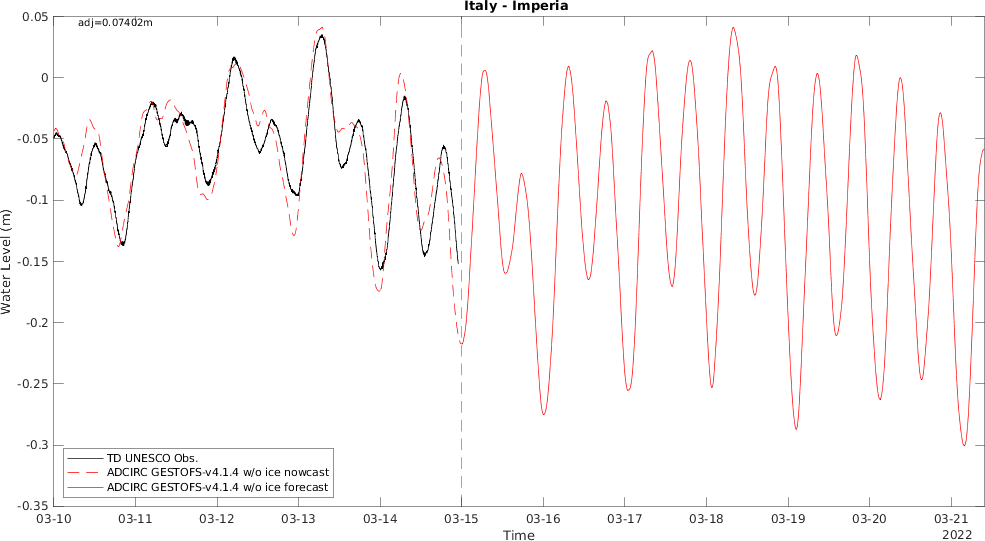 Italy - Imperia
adj=0.07402m
0.05
0
-0.05
-0.1
-0.15
-0.2
-0.25
-0.3
-0.35
Water Level (m)
TD UNESCO Obs.
ADCIRC GESTOFS-v4.1.4 w/o ice nowcast
ADCIRC GESTOFS-v4.1.4 w/o ice forecast
03-10 03-11 03-12 03-13 03-14 03-15 03-16 03-17 03-18 03-19 03-20 03-21
Time
2022